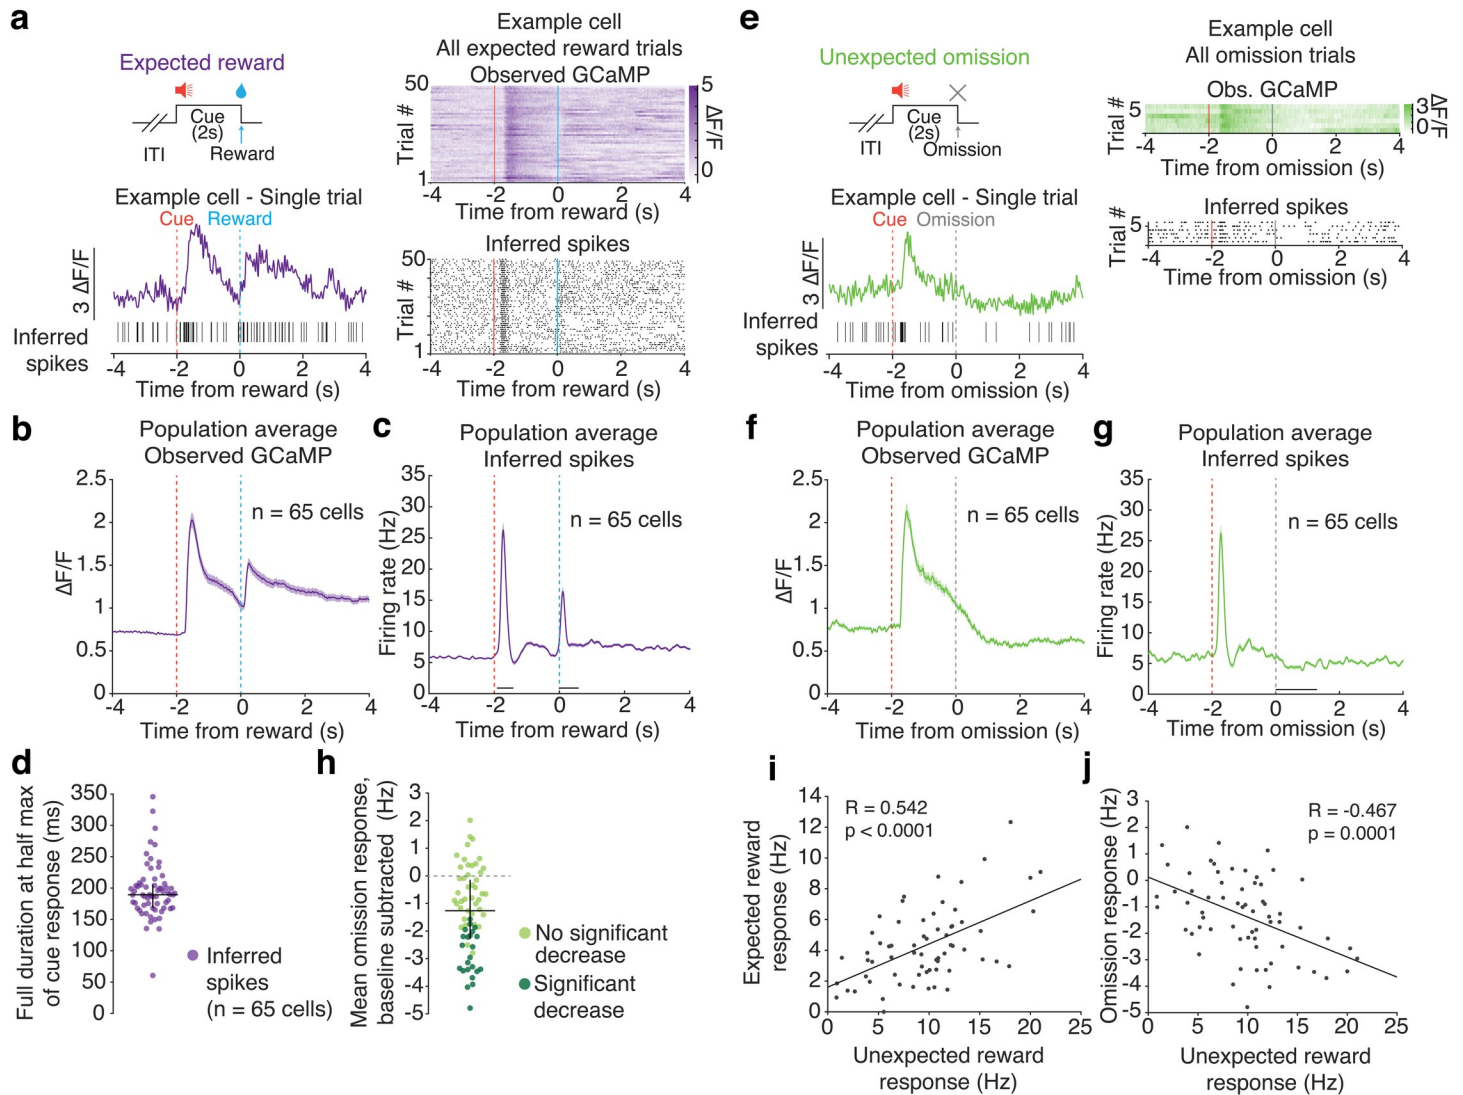 a
Expected reward
Cue
(2s)
ITI
Reward
Example cell - Single trial
Cue Reward
3 ΔF/F
Inferred
spikes
-4 -2 0 2 4
Time from reward (s)
Example cell
All expected reward trials
Observed GCaMP
50
1
Trial #
5
0
ΔF/F
-4 -2 0 2 4
Time from reward (s)
Inferred spikes
50
1
Trial #
-4 -2 0 2 4
Time from reward (s)
e
Unexpected omission
Cue
(2s)
ITI
Omission
Example cell - Single trial
Cue Omission
3 ΔF/F
Inferred
spikes
-4 -2 0 2 4
Time from omission (s)
Example cell
All omission trials
Obs. GCaMP
5
Trial #
3
0
ΔF/F
-4 -2 0 2 4
Time from omission (s)
Inferred spikes
5
Trial #
-4 -2 0 2 4
Time from omission (s)
b
Population average
Observed GCaMP
n = 65 cells
2.5
2
1.5
1
0.5
0
ΔF/F
-4 -2 0 2 4
Time from reward (s)
c
Population average
Inferred spikes
n = 65 cells
35
30
25
20
15
10
5
0
Firing rate (Hz)
-4 -2 0 2 4
Time from reward (s)
f
Population average
Observed GCaMP
n = 65 cells
2.5
2
1.5
1
0.5
0
ΔF/F
-4 -2 0 2 4
Time from omission (s)
g
Population average
Inferred spikes
n = 65 cells
35
30
25
20
15
10
5
0
Firing rate (Hz)
-4 -2 0 2 4
Time from omission (s)
d
Full duration at half max
of cue response (ms)
350
300
250
200
150
100
50
0
Inferred
spikes
(n = 65 cells)
h
Mean omission response,
baseline subtracted (Hz)
3
2
1
0
-1
-2
-3
-4
-5
No significant
decrease
Significant
decrease
i
R = 0.542
p < 0.0001
Expected reward
response (Hz)
14
12
10
8
6
4
2
0
0 5 10 15 20 25
Unexpected reward
response (Hz)
j
R = -0.467
p = 0.0001
Omission response (Hz)
3
2
1
0
-1
-2
-3
-4
-5
0 5 10 15 20 25
Unexpected reward
response (Hz)